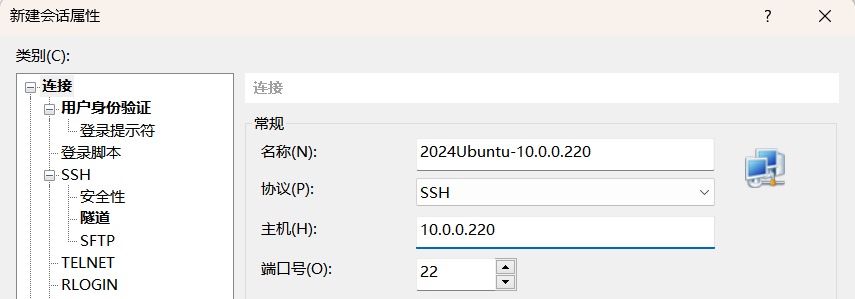 新建会话属性
类别(C):
连接
用户身份验证
登录提示符
登录脚本
SSH
安全性
隧道
SFTP
TELNET
RLOGIN
连接
常规
名称(N):
2024Ubuntu-10.0.0.220
协议(P):
SSH
主机(H):
10.0.0.220
端口号(O):
22